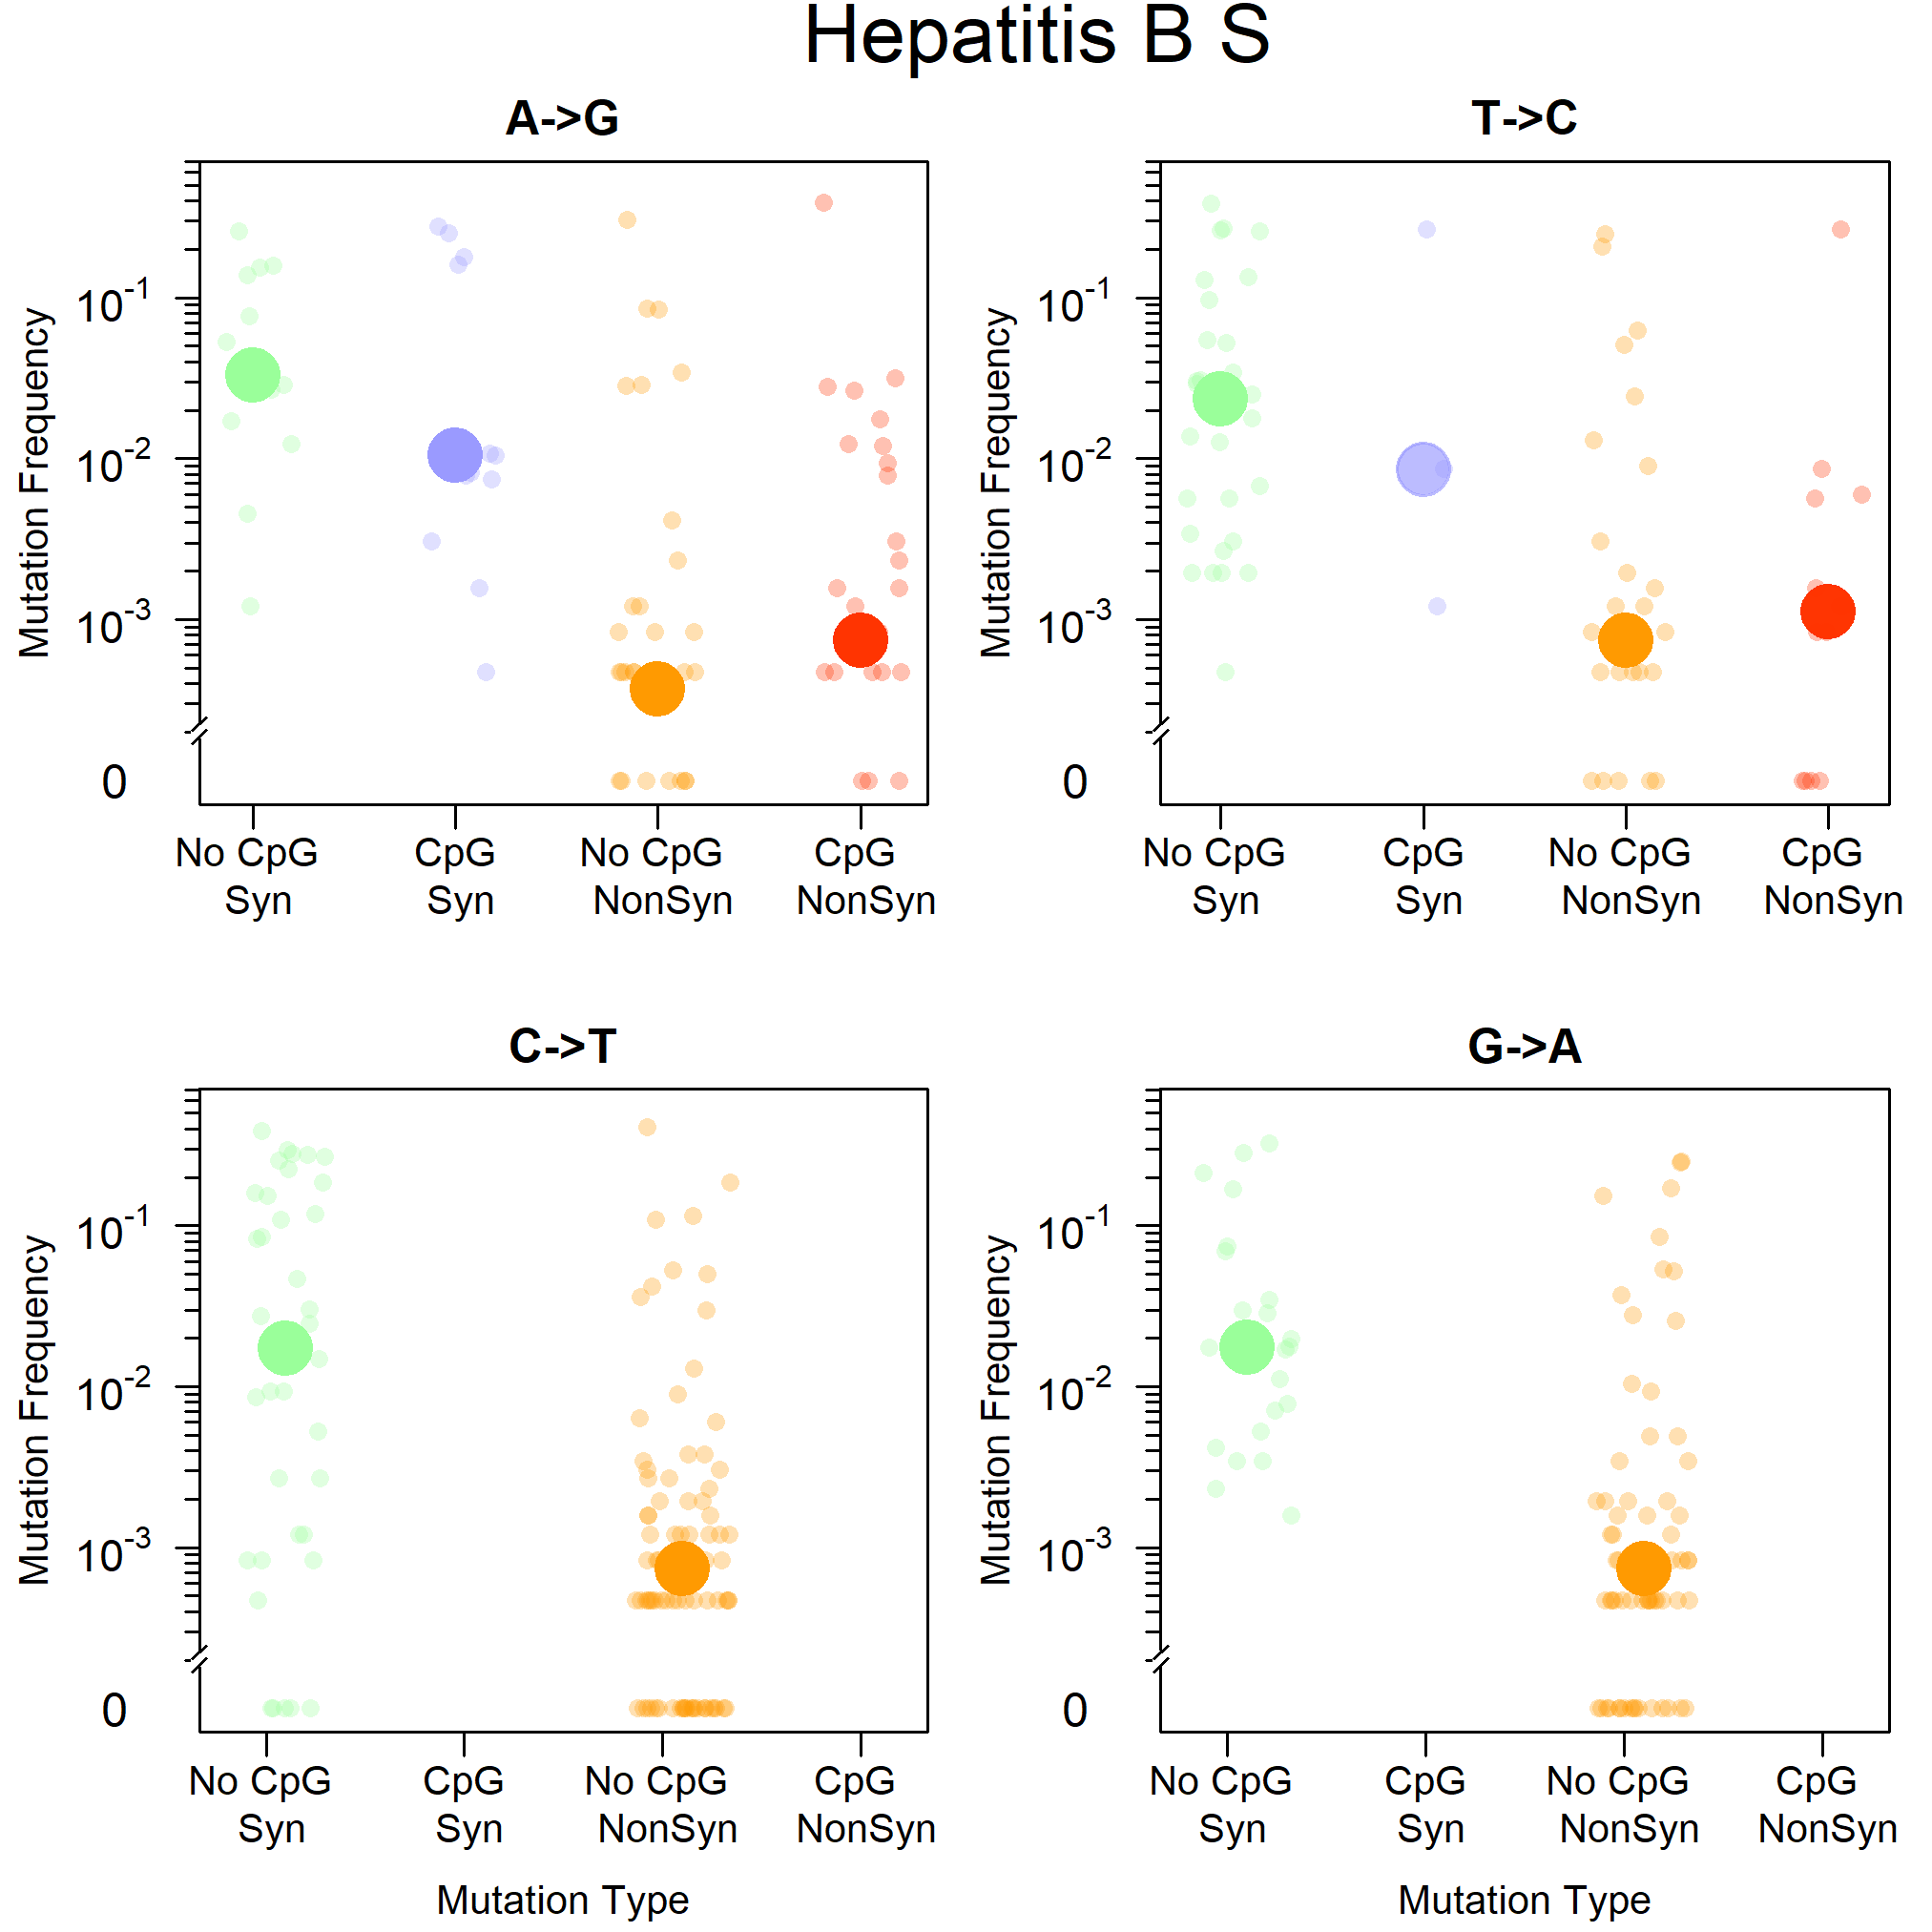 Hepatitis B S
A->G
Mutation Frequency
10-1
10-2
10-3
0
No CpG CpG No CpG CpG
Syn Syn NonSyn NonSyn
T->C
Mutation Frequency
10-1
10-2
10-3
0
No CpG CpG No CpG CpG
Syn Syn NonSyn NonSyn
C->T
Mutation Frequency
10-1
10-2
10-3
0
No CpG CpG No CpG CpG
Syn Syn NonSyn NonSyn
Mutation Type
G->A
Mutation Frequency
10-1
10-2
10-3
0
No CpG CpG No CpG CpG
Syn Syn NonSyn NonSyn
Mutation Type